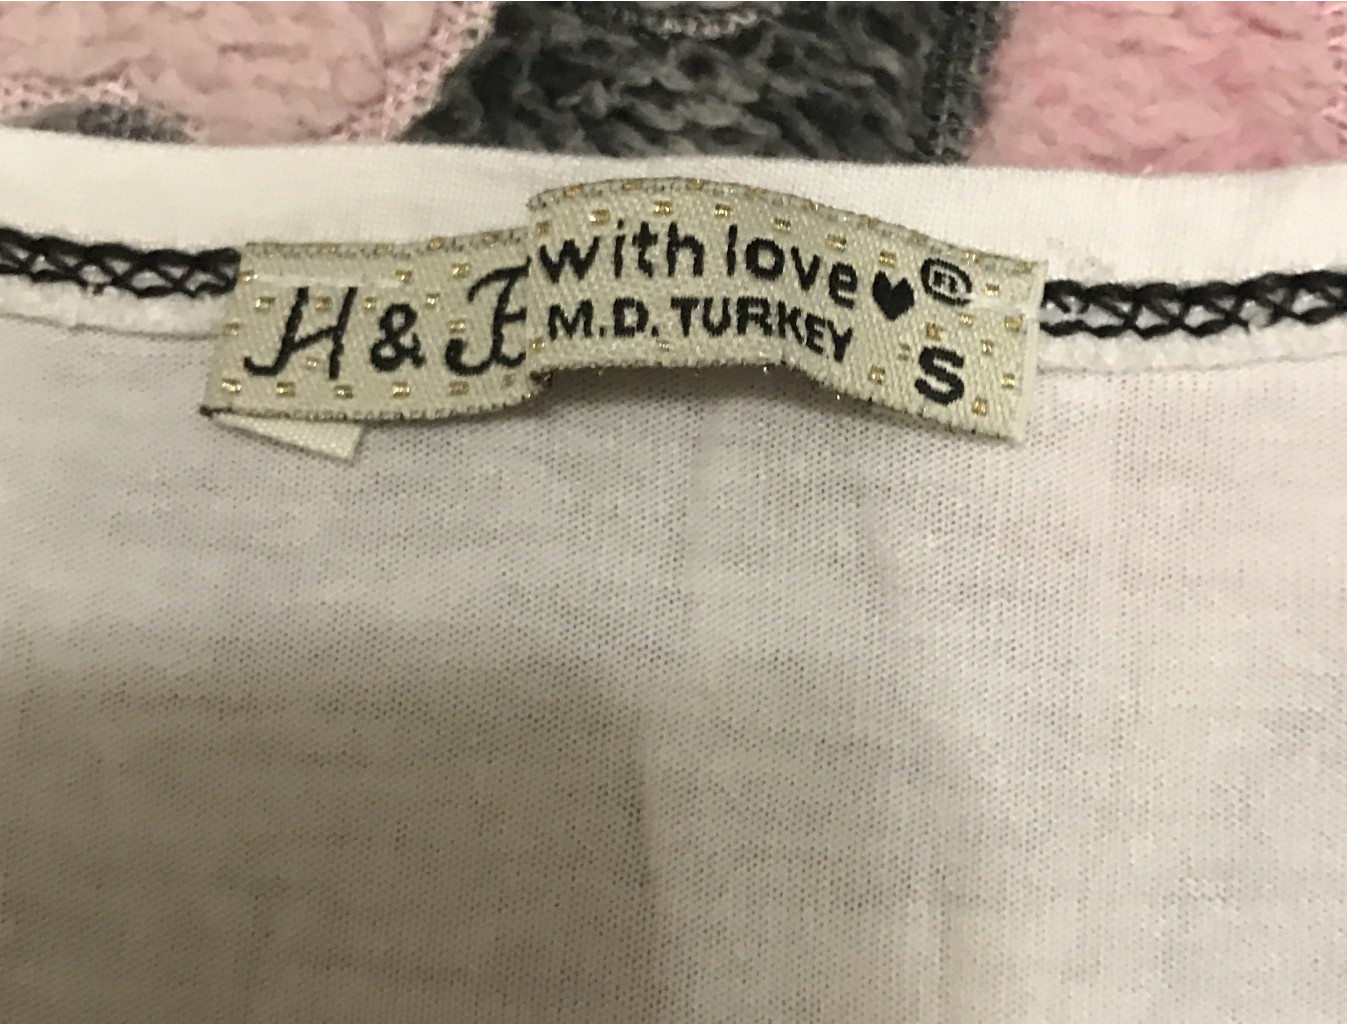 H & F
with love ♥ ®
M.D. TURKEY
S